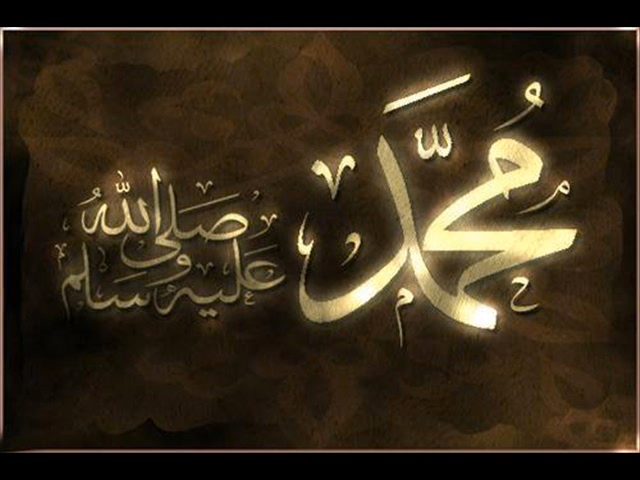 محمد
صلى الله
عليه وسلم